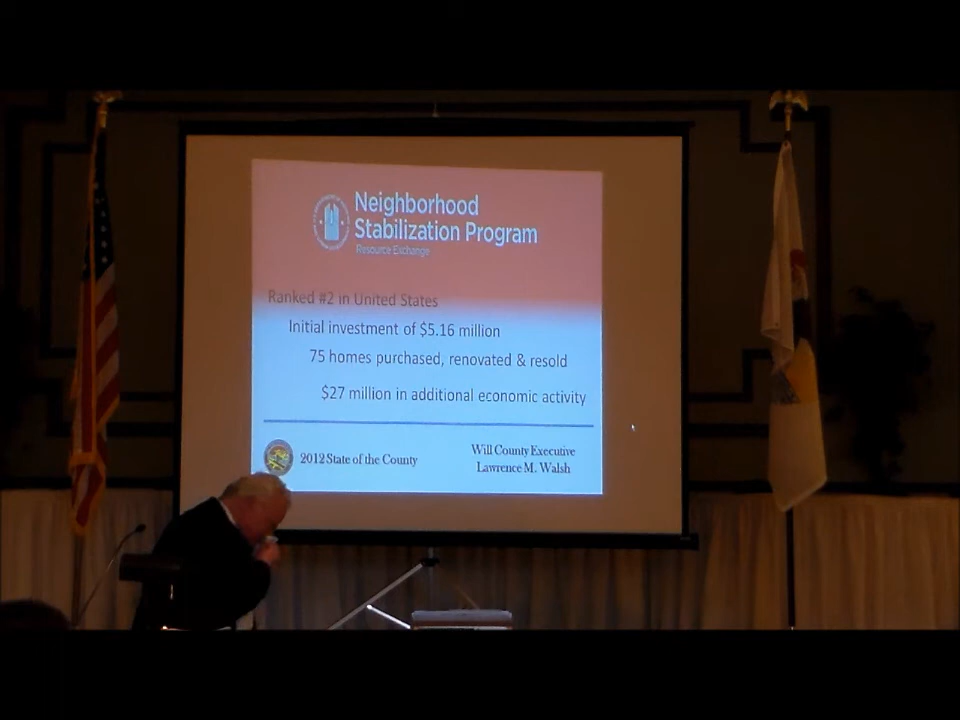 Neighborhood
Stabilization Program
Resource Exchange
Ranked #2 in United States
Initial investment of $5.16 million
75 homes purchased, renovated & resold
$27 million in additional economic activity
2012 State of the County
Will County Executive
Lawrence M. Walsh